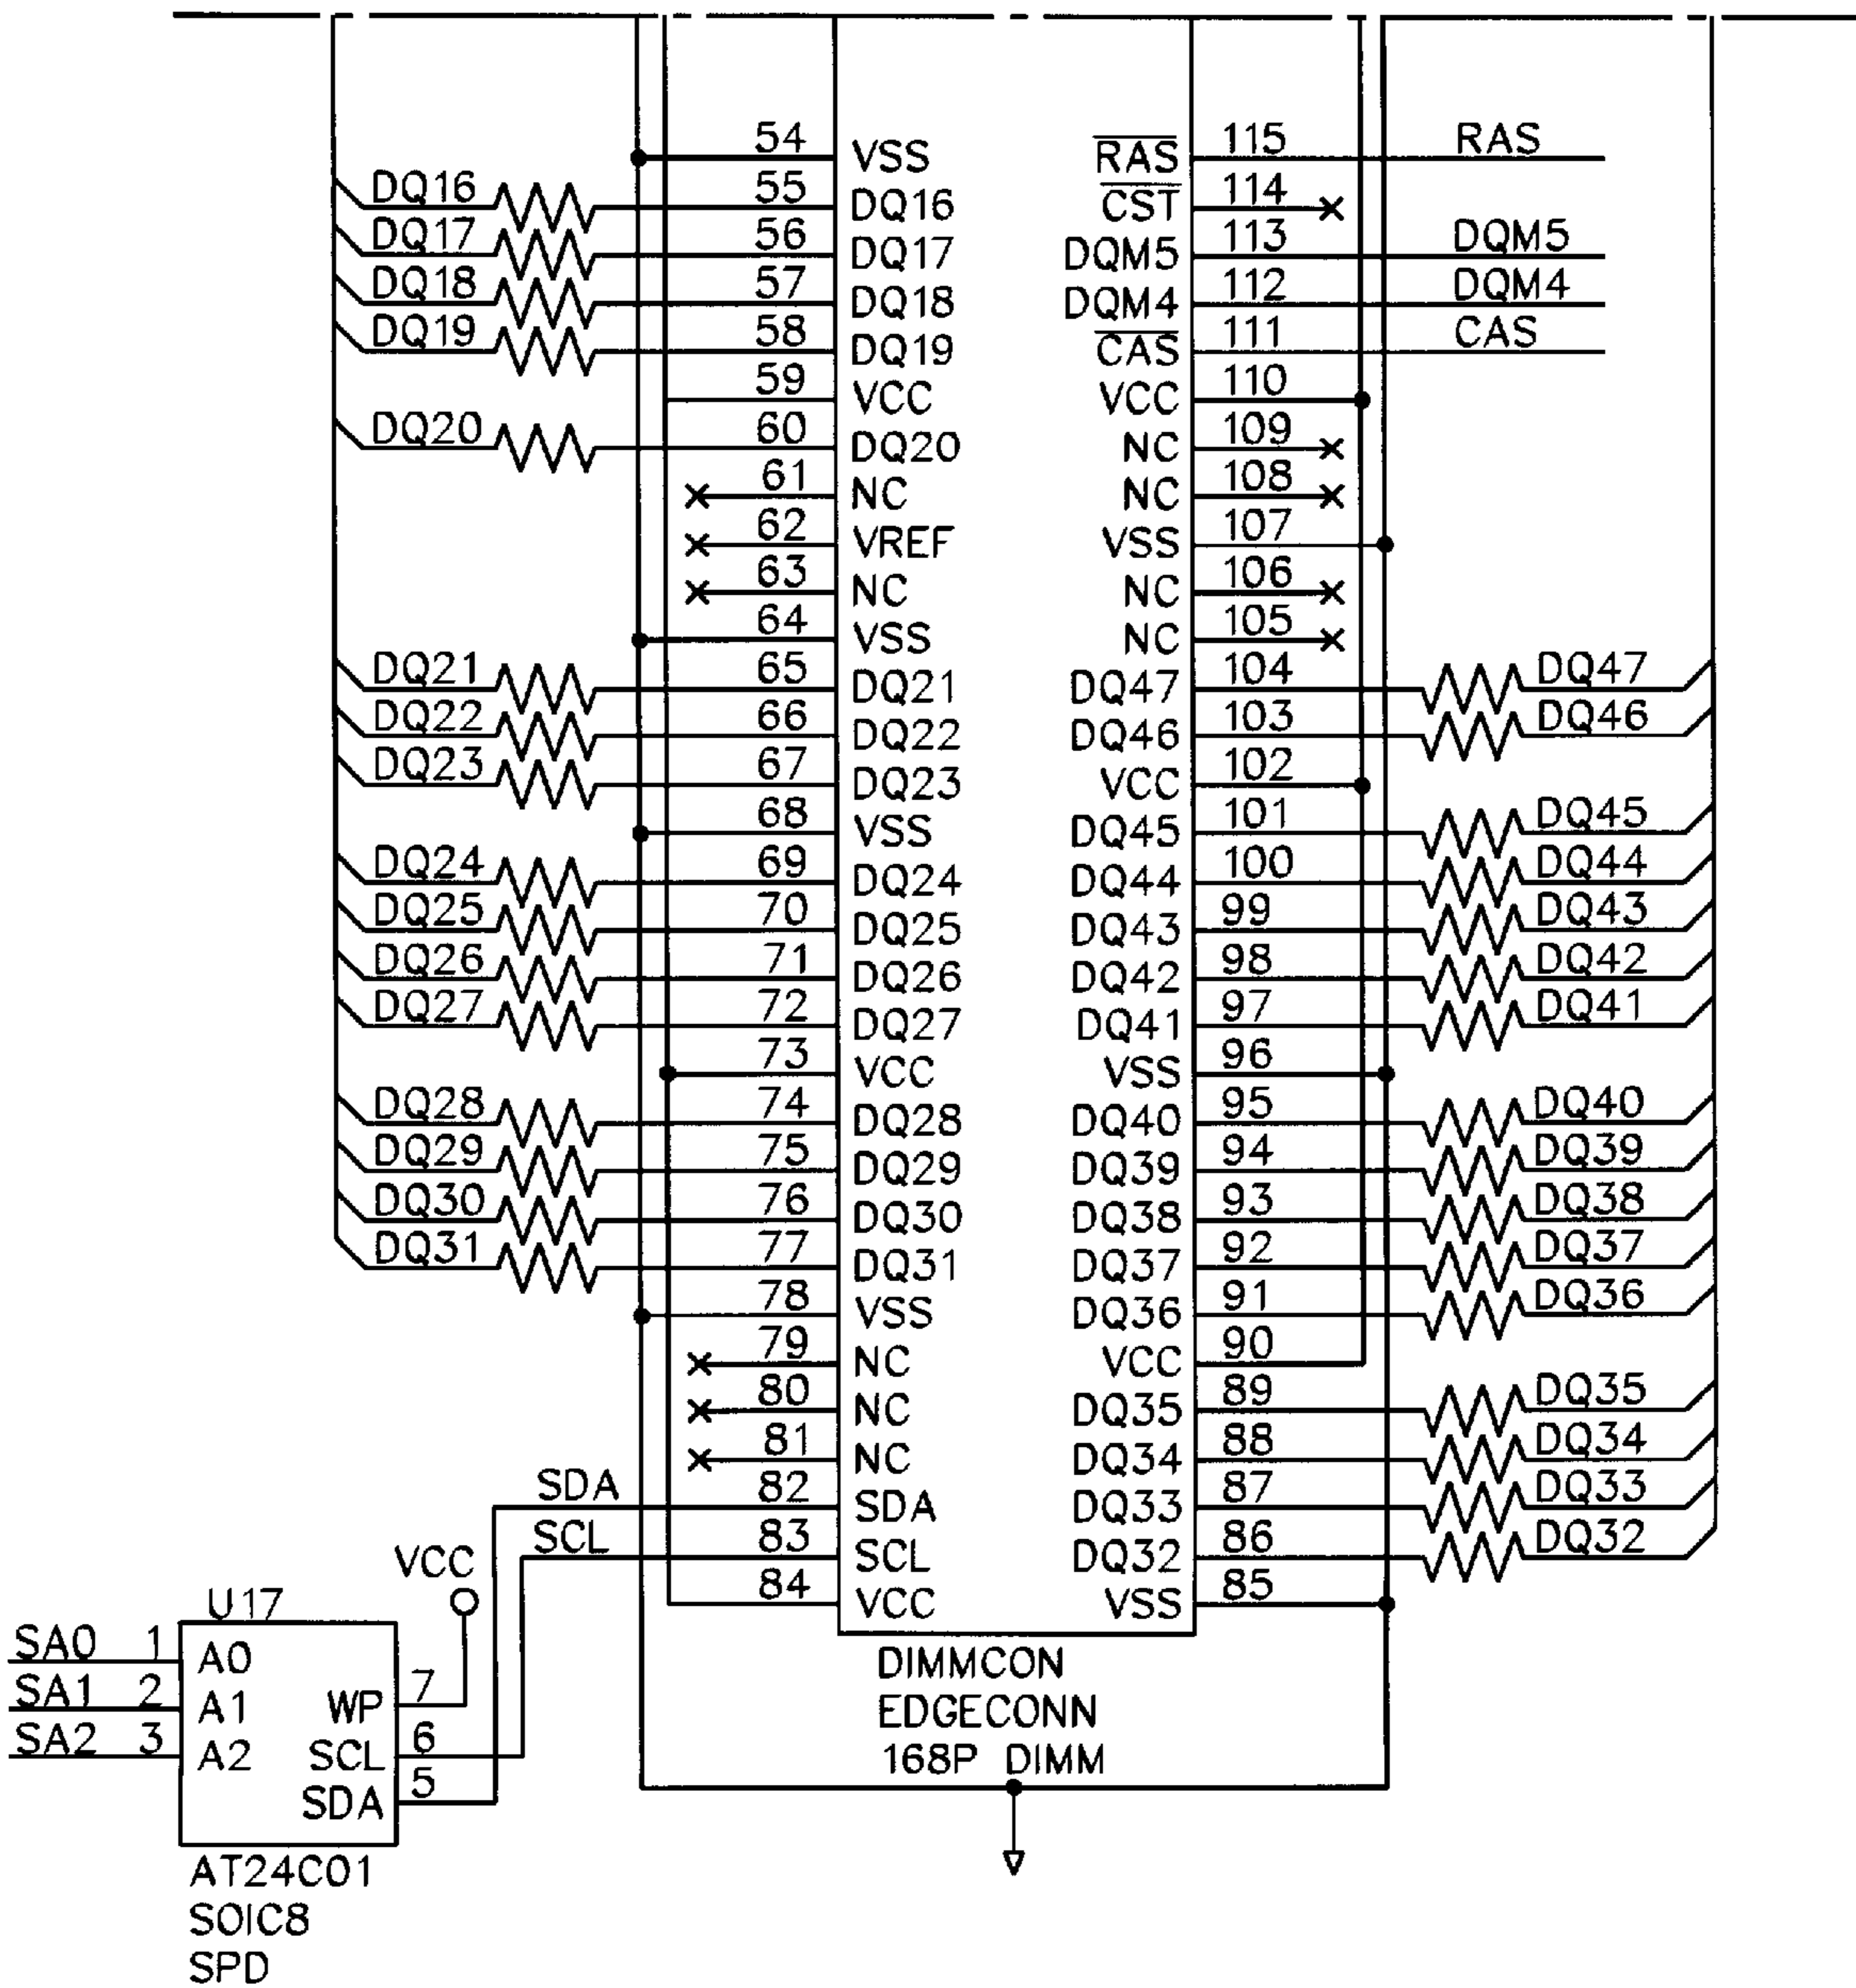 54 VSS RAS 115 RAS
DQ16 55 DQ16 CST 114
DQ17 56 DQ17 DQM5 113 DQM5
DQ18 57 DQ18 DQM4 112 DQM4
DQ19 58 DQ19 CAS 111 CAS
59 VCC VCC 110
DQ20 60 DQ20 NC 109
61 NC NC 108
62 VREF VSS 107
63 NC NC 106
64 VSS NC 105
DQ21 65 DQ21 DQ47 104 DQ47
DQ22 66 DQ22 DQ46 103 DQ46
DQ23 67 DQ23 VCC 102
68 VSS DQ45 101 DQ45
DQ24 69 DQ24 DQ44 100 DQ44
DQ25 70 DQ25 DQ43 99 DQ43
DQ26 71 DQ26 DQ42 98 DQ42
DQ27 72 DQ27 DQ41 97 DQ41
73 VCC VSS 96
DQ28 74 DQ28 DQ40 95 DQ40
DQ29 75 DQ29 DQ39 94 DQ39
DQ30 76 DQ30 DQ38 93 DQ38
DQ31 77 DQ31 DQ37 92 DQ37
78 VSS DQ36 91 DQ36
79 NC VCC 90
80 NC DQ35 89 DQ35
81 NC DQ34 88 DQ34
SDA 82 SDA DQ33 87 DQ33
SCL 83 SCL DQ32 86 DQ32
84 VCC VSS 85
VCC
U17
SA0 1 A0
SA1 2 A1 WP 7
SA2 3 A2 SCL 6
SDA 5
AT24C01
SOIC8
SPD
DIMMCON
EDGECONN
168P DIMM